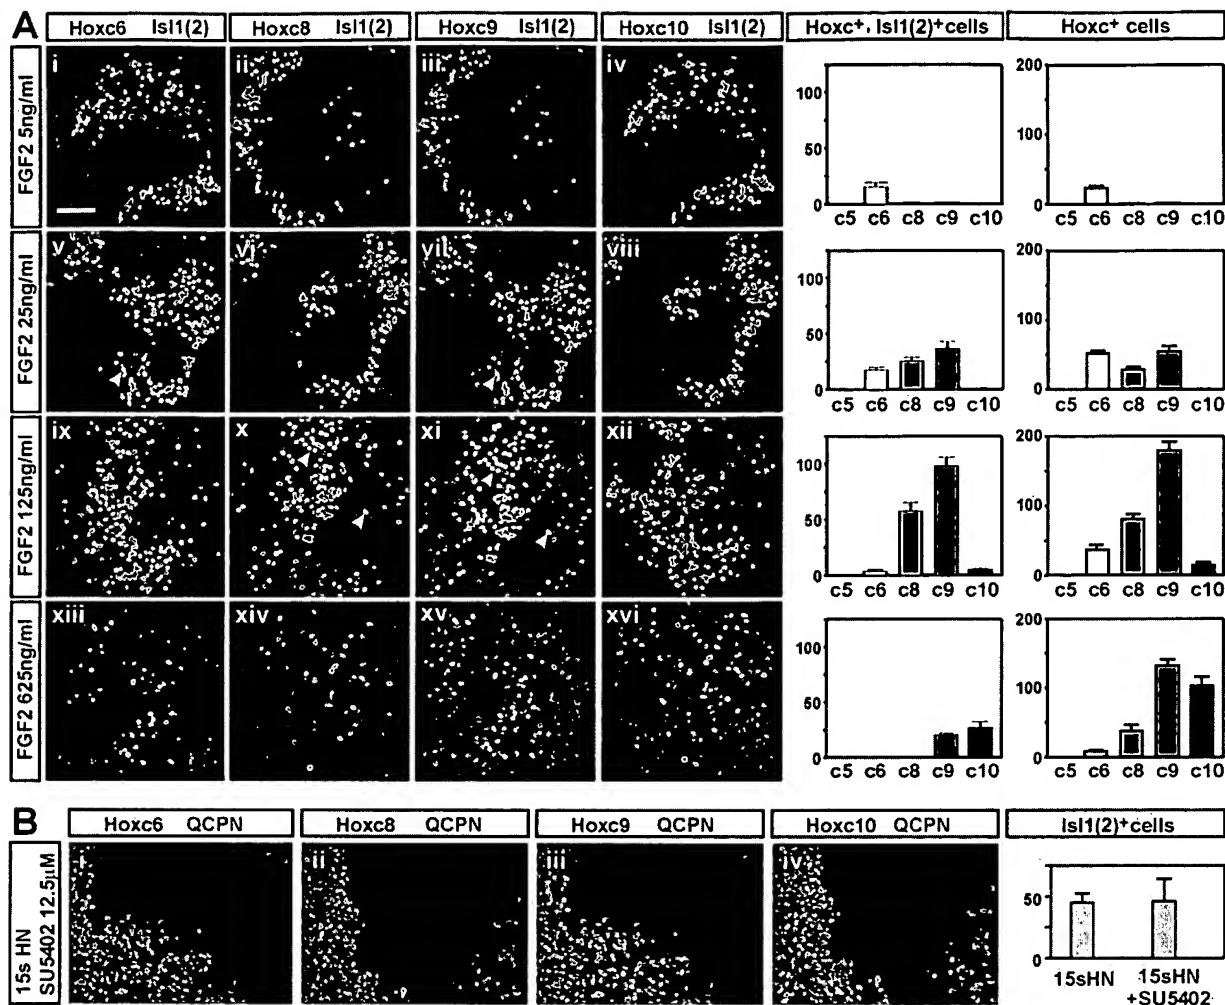 A
Hoxc6 Isl1(2)
Hoxc8 Isl1(2)
Hoxc9 Isl1(2)
Hoxc10 Isl1(2)
Hoxc+, Isl1(2)+cells
Hoxc+ cells
FGF2 5ng/ml
i
ii
iii
iv
100
50
0
c5 c6 c8 c9 c10
200
100
0
c5 c6 c8 c9 c10
FGF2 25ng/ml
v
vi
vii
viii
100
50
0
c5 c6 c8 c9 c10
200
100
0
c5 c6 c8 c9 c10
FGF2 125ng/ml
ix
x
xi
xii
100
50
0
c5 c6 c8 c9 c10
200
100
0
c5 c6 c8 c9 c10
FGF2 625ng/ml
xiii
xiv
xv
xvi
100
50
0
c5 c6 c8 c9 c10
200
100
0
c5 c6 c8 c9 c10
B
Hoxc6 QCPN
Hoxc8 QCPN
Hoxc9 QCPN
Hoxc10 QCPN
Isl1(2)+cells
15s HN
SU5402 12.5µM
i
ii
iii
iv
50
0
15sHN
15sHN
+SU5402